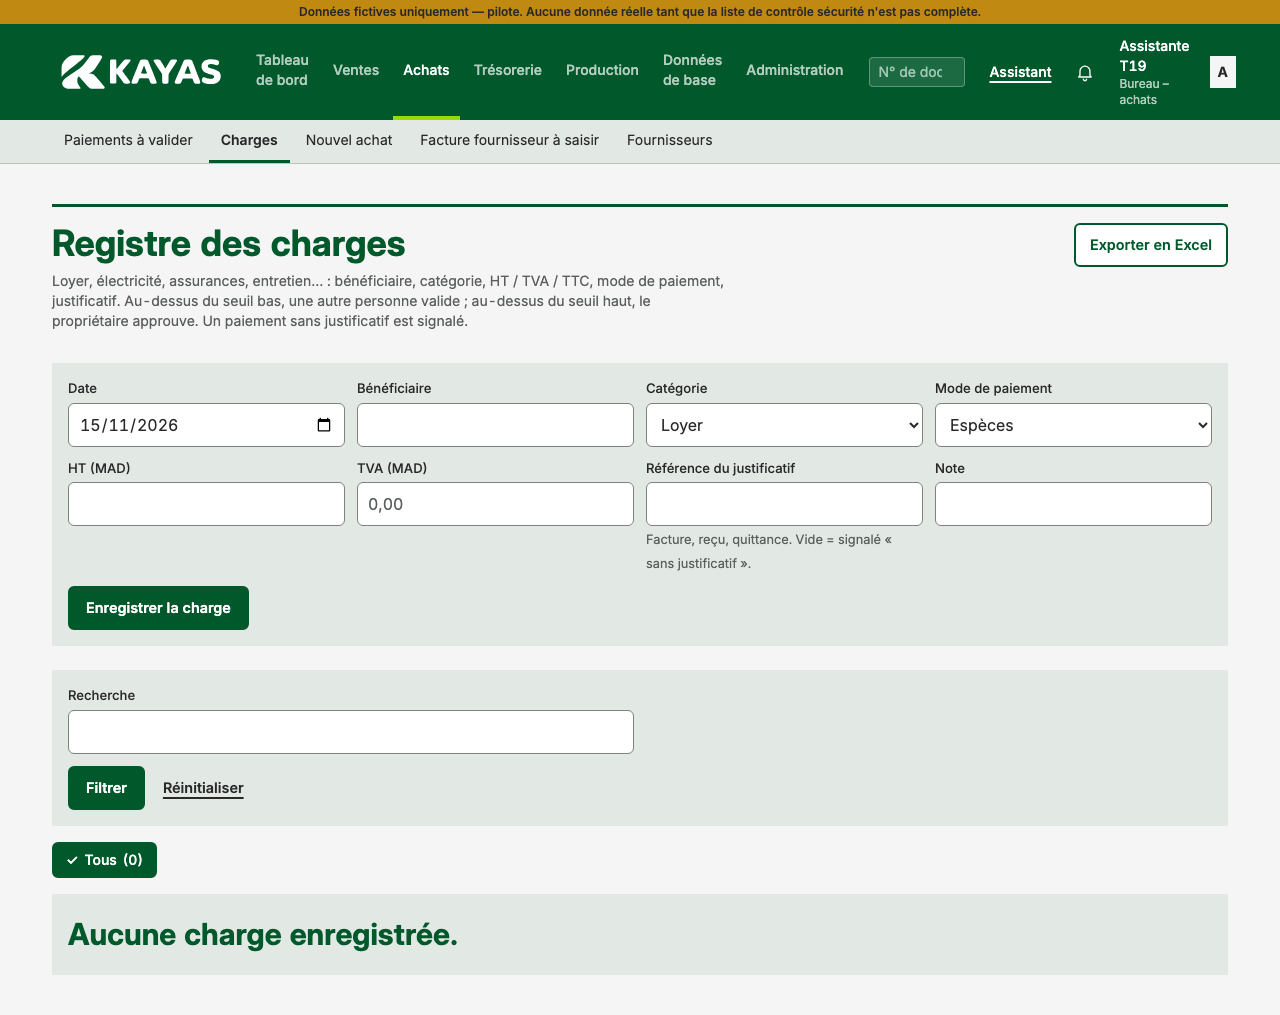 Données fictives uniquement — pilote. Aucune donnée réelle tant que la liste de contrôle sécurité n'est pas complète.
KAYAS
Tableau de bord
Ventes
Achats
Trésorerie
Production
Données de base
Administration
N° de doc
Assistant
Assistante T19
Bureau – achats
A
Paiements à valider
Charges
Nouvel achat
Facture fournisseur à saisir
Fournisseurs
Registre des charges
Exporter en Excel
Loyer, électricité, assurances, entretien… : bénéficiaire, catégorie, HT / TVA / TTC, mode de paiement,
justificatif. Au-dessus du seuil bas, une autre personne valide ; au-dessus du seuil haut, le
propriétaire approuve. Un paiement sans justificatif est signalé.
Date
Bénéficiaire
Catégorie
Mode de paiement
15/11/2026
Loyer
Espèces
HT (MAD)
TVA (MAD)
Référence du justificatif
Note
0,00
Facture, reçu, quittance. Vide = signalé «
sans justificatif ».
Enregistrer la charge
Recherche
Filtrer
Réinitialiser
✓ Tous (0)
Aucune charge enregistrée.